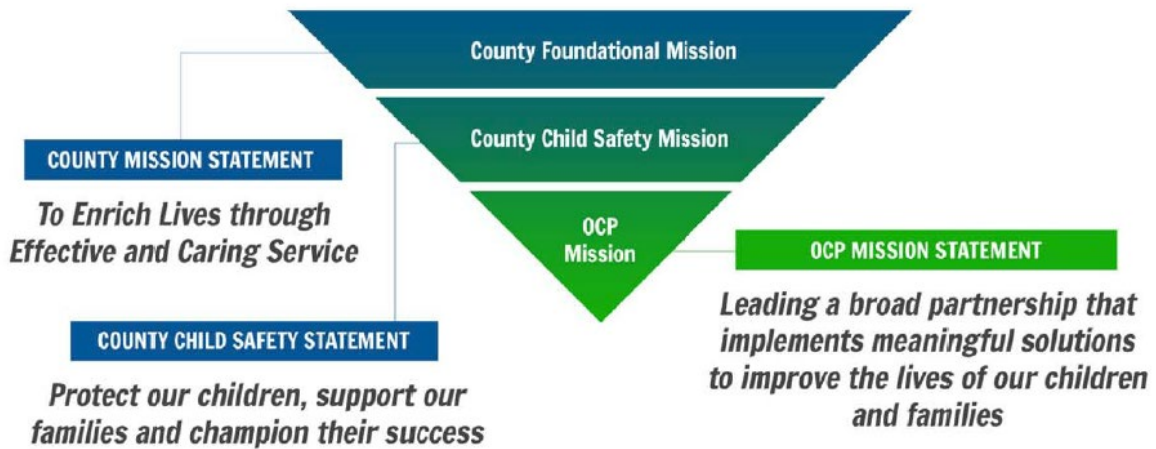 County Foundational Mission
County Child Safety Mission
OCP
Mission
COUNTY MISSION STATEMENT
To Enrich Lives through
Effective and Caring Service
COUNTY CHILD SAFETY STATEMENT
Protect our children, support our
families and champion their success
OCP MISSION STATEMENT
Leading a broad partnership that
implements meaningful solutions
to improve the lives of our children
and families